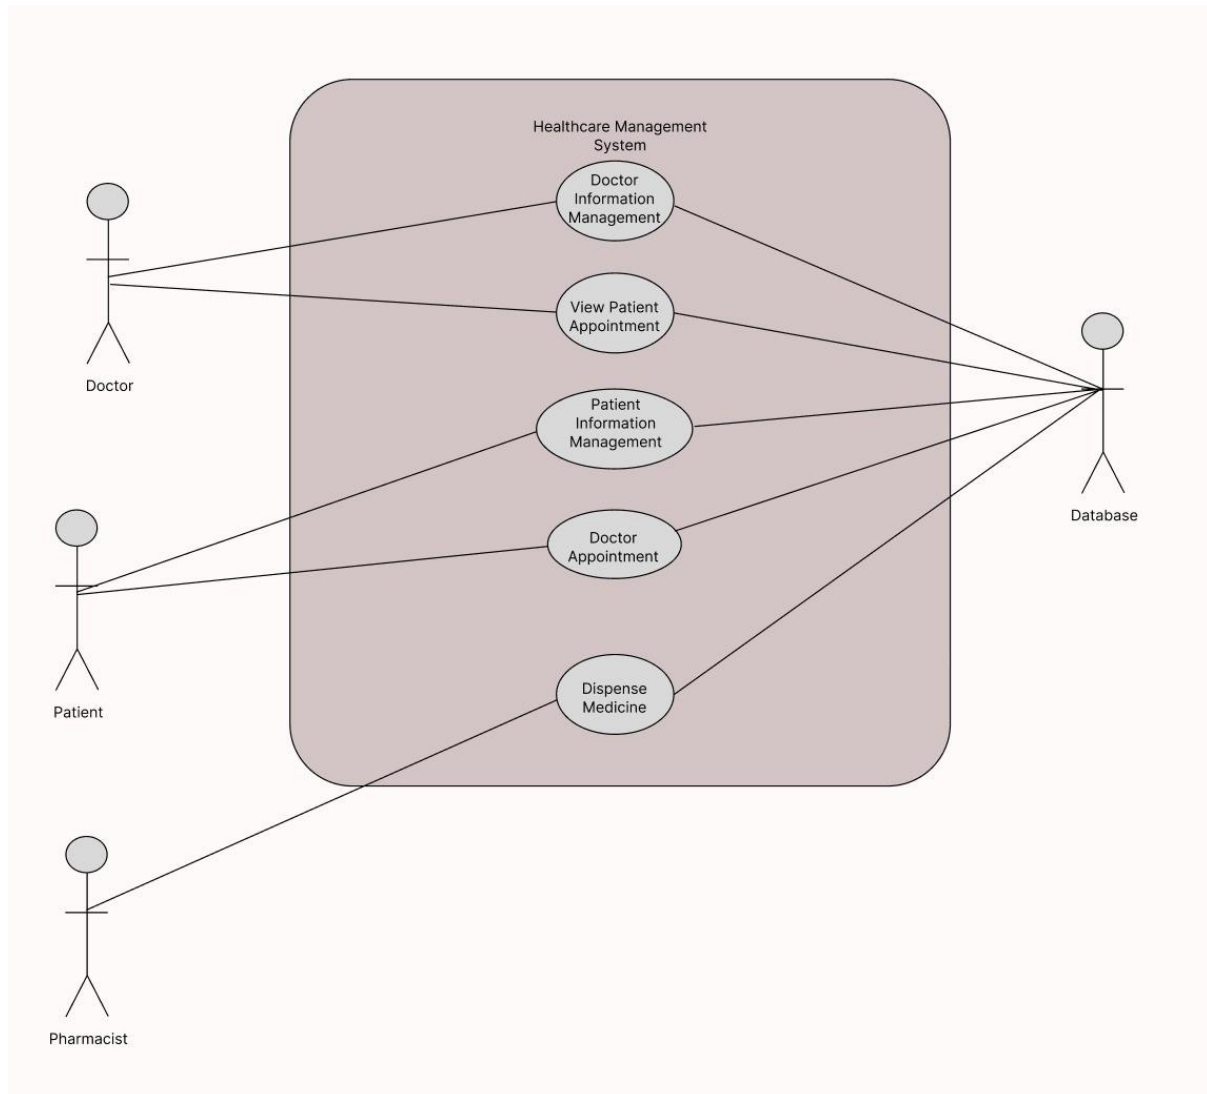 Healthcare Management
System
Doctor
Information
Management
View Patient
Appointment
Patient
Information
Management
Doctor
Appointment
Dispense
Medicine
Doctor
Patient
Pharmacist
Database